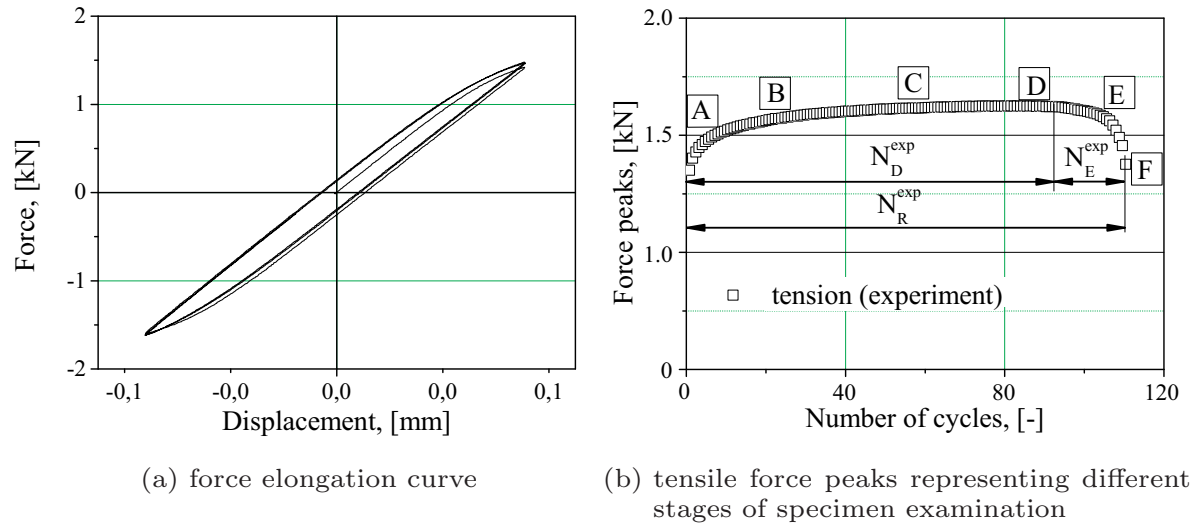 2
1
0
-1
-2
Force, [kN]
-0,1 -0,0 0,0 0,0 0,1
Displacement, [mm]
(a) force elongation curve
2.0
1.5
1.0
0
Force peaks, [kN]
A B C D E F
N_D^exp N_E^exp
N_R^exp
□ tension (experiment)
0 40 80 120
Number of cycles, [-]
(b) tensile force peaks representing different
stages of specimen examination